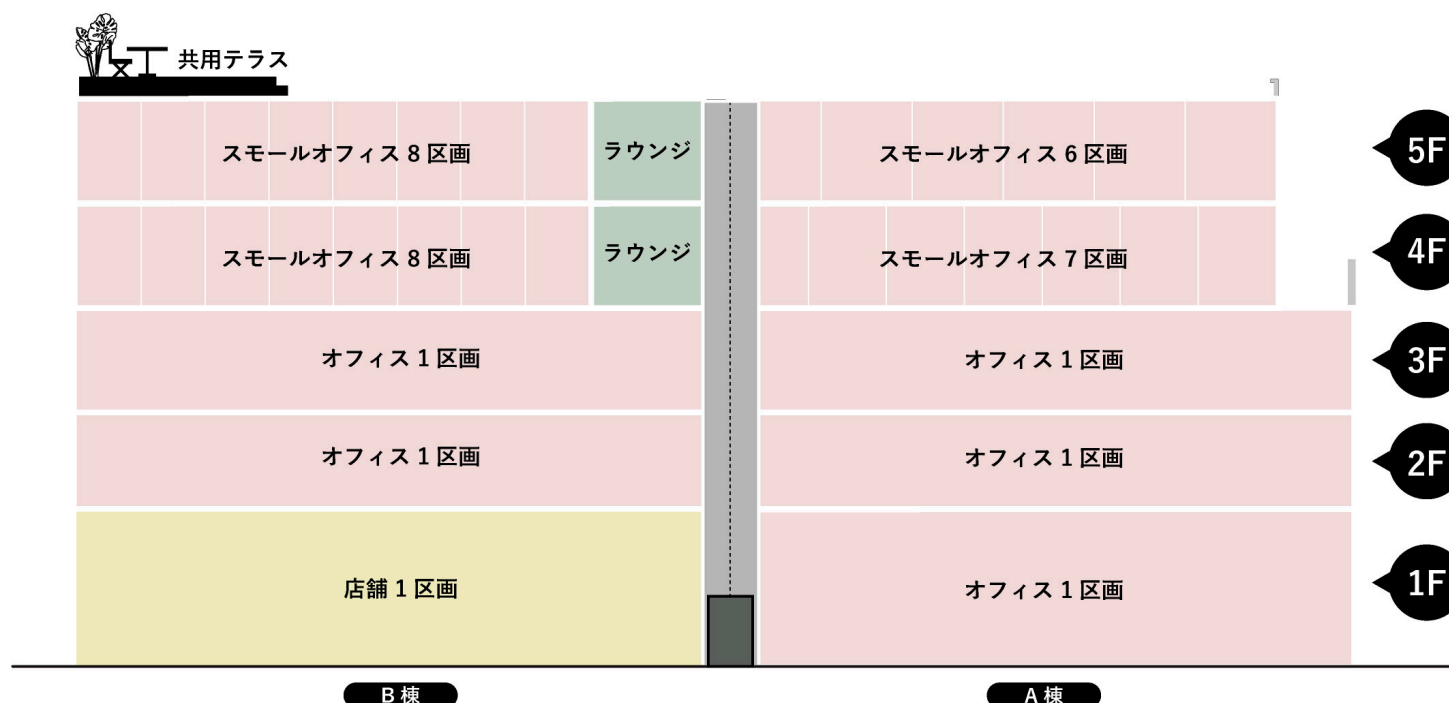 共用テラス
スモールオフィス 8 区画
ラウンジ
スモールオフィス 6 区画
5F
スモールオフィス 8 区画
ラウンジ
スモールオフィス 7 区画
4F
オフィス 1 区画
オフィス 1 区画
3F
オフィス 1 区画
オフィス 1 区画
2F
店舗 1 区画
オフィス 1 区画
1F
B 棟
A 棟